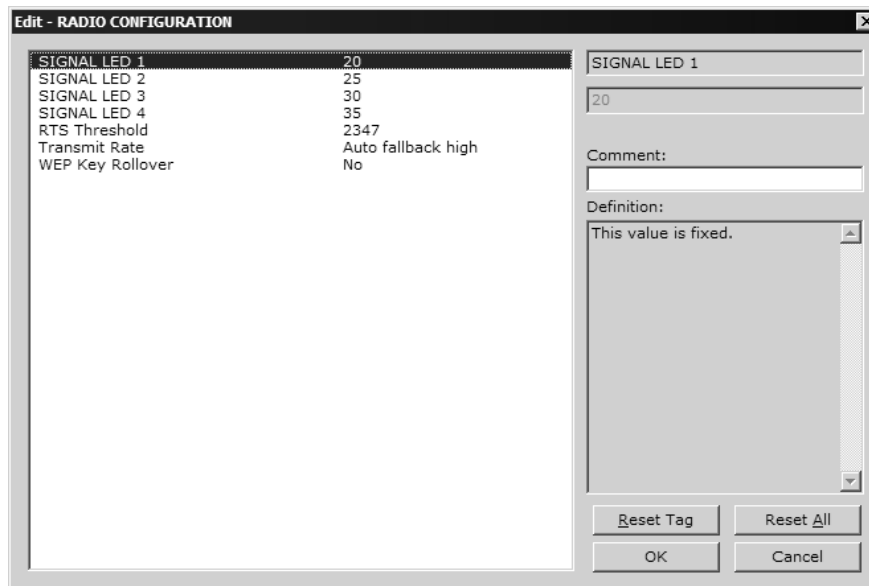 Edit - RADIO CONFIGURATION
SIGNAL LED 1 20
SIGNAL LED 2 25
SIGNAL LED 3 30
SIGNAL LED 4 35
RTS Threshold 2347
Transmit Rate Auto fallback high
WEP Key Rollover No
SIGNAL LED 1
20
Comment:
Definition:
This value is fixed.
Reset Tag Reset All
OK Cancel